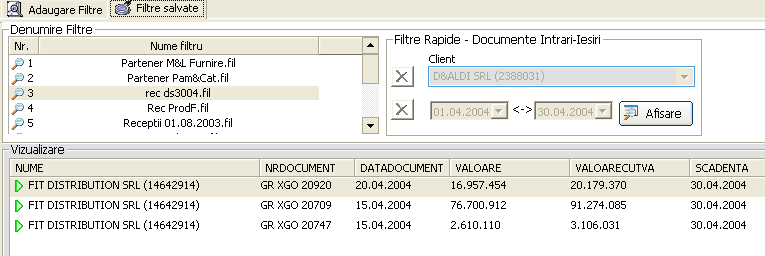 Adaugare Filtre Filtre salvate
Denumire Filtre
Nr. Nume filtru
1 Partener M&L Furnire.fil
2 Partener Pam&Cat.fil
3 rec ds3004.fil
4 Rec ProdF.fil
5 Receptii 01.08.2003.fil
Filtre Rapide - Documente Intrari-Iesiri
Client
D&ALDI SRL (2388031)
01.04.2004 <-> 30.04.2004 Afisare
Vizualizare
NUME NRDOCUMENT DATADOCUMENT VALOARE VALOARECUTVA SCADENTA
FIT DISTRIBUTION SRL (14642914) GR XGO 20920 20.04.2004 16.957.454 20.179.370 30.04.2004
FIT DISTRIBUTION SRL (14642914) GR XGO 20709 15.04.2004 76.700.912 91.274.085 30.04.2004
FIT DISTRIBUTION SRL (14642914) GR XGO 20747 15.04.2004 2.610.110 3.106.031 30.04.2004